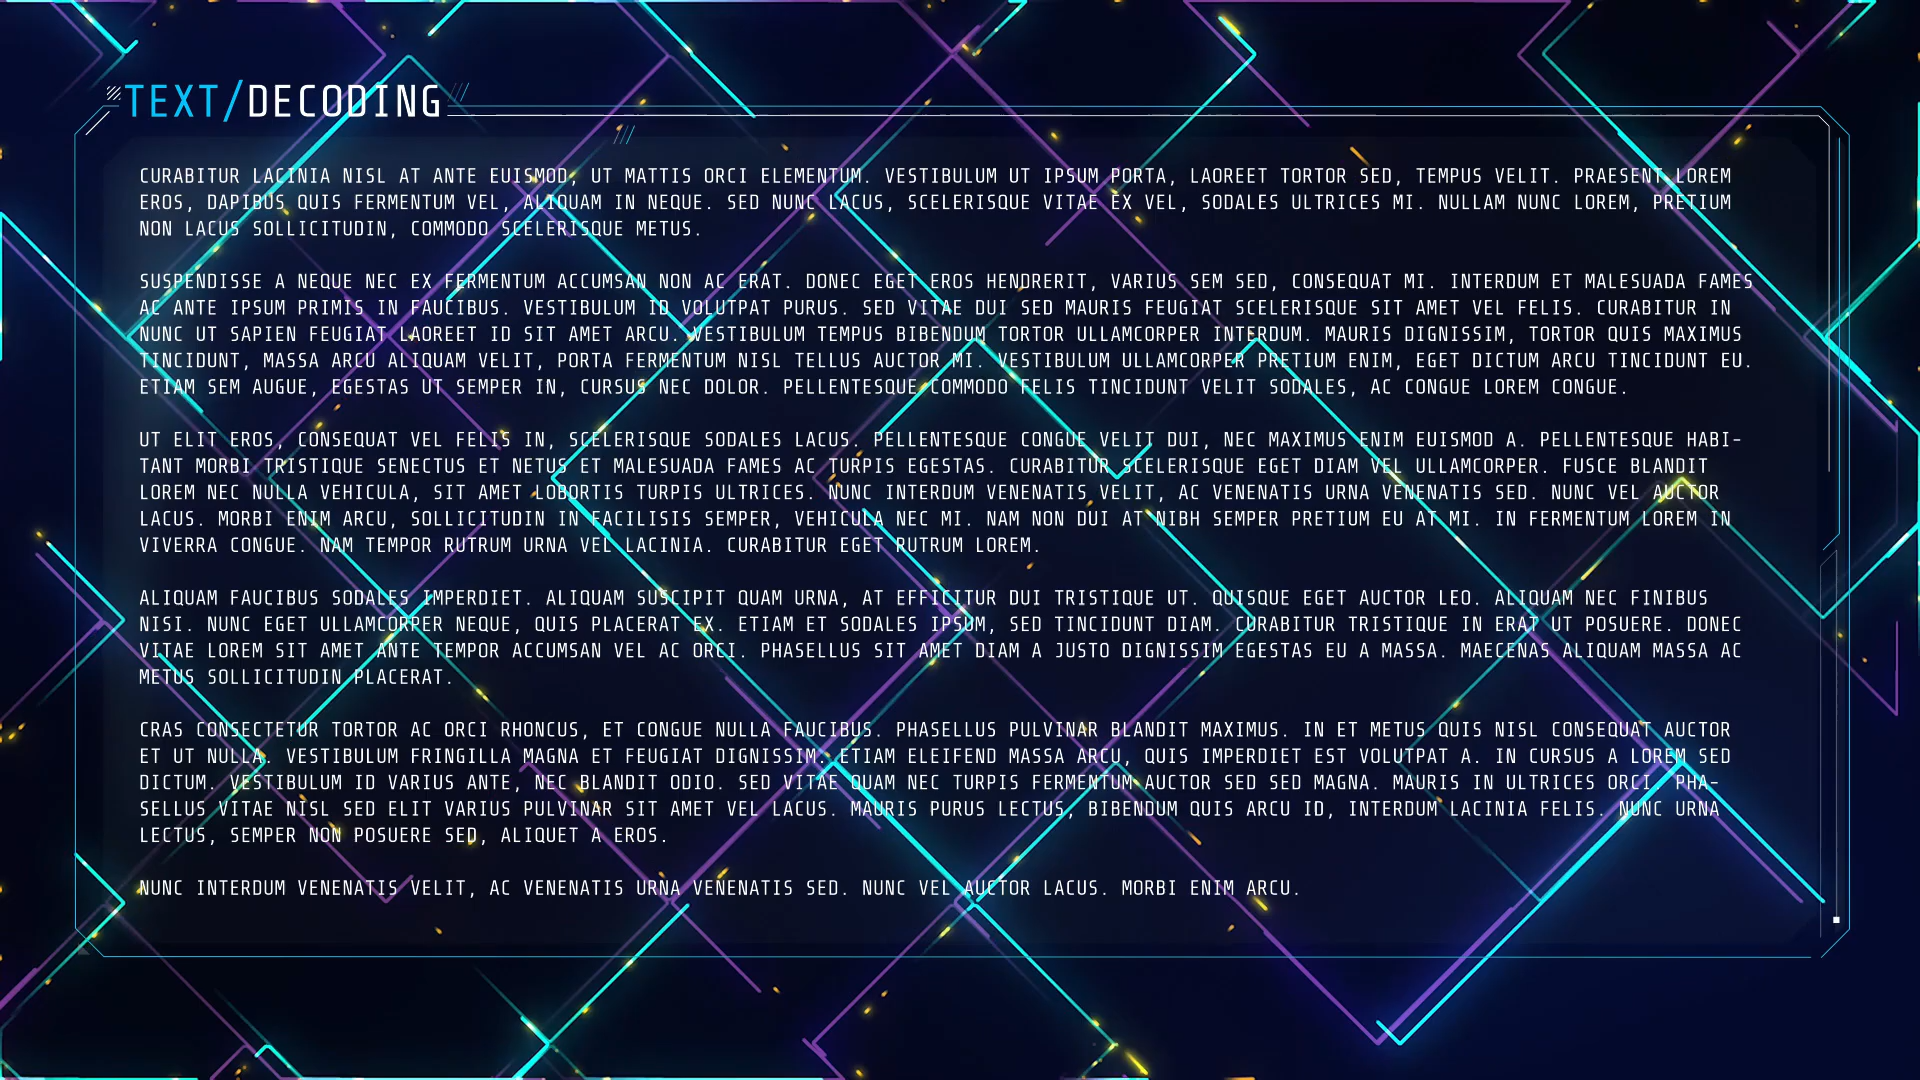 TEXT/DECODING
CURABITUR LACINIA NISL AT ANTE EUISMOD, UT MATTIS ORCI ELEMENTUM. VESTIBULUM UT IPSUM PORTA, LAOREET TORTOR SED, TEMPUS VELIT. PRAESENT LOREM
EROS, DAPIBUS QUIS FERMENTUM VEL, ALIQUAM IN NEQUE. SED NUNC LACUS, SCELERISQUE VITAE EX VEL, SODALES ULTRICES MI. NULLAM NUNC LOREM, PRETIUM
NON LACUS SOLLICITUDIN, COMMODO SCELERISQUE METUS.
SUSPENDISSE A NEQUE NEC EX FERMENTUM ACCUMSAN NON AC ERAT. DONEC EGET EROS HENDRERIT, VARIUS SEM SED, CONSEQUAT MI. INTERDUM ET MALESUADA FAMES
AC ANTE IPSUM PRIMIS IN FAUCIBUS. VESTIBULUM ID VOLUTPAT PURUS. SED VITAE DUI SED MAURIS FEUGIAT SCELERISQUE SIT AMET VEL FELIS. CURABITUR IN
NUNC UT SAPIEN FEUGIAT LAOREET ID SIT AMET ARCU. VESTIBULUM TEMPUS BIBENDUM TORTOR ULLAMCORPER INTERDUM. MAURIS DIGNISSIM, TORTOR QUIS MAXIMUS
TINCIDUNT, MASSA ARCU ALIQUAM VELIT, PORTA FERMENTUM NISL TELLUS AUCTOR MI. VESTIBULUM ULLAMCORPER PRETIUM ENIM, EGET DICTUM ARCU TINCIDUNT EU.
ETIAM SEM AUGUE, EGESTAS UT SEMPER IN, CURSUS NEC DOLOR. PELLENTESQUE COMMODO FELIS TINCIDUNT VELIT SODALES, AC CONGUE LOREM CONGUE.
UT ELIT EROS, CONSEQUAT VEL FELIS IN, SCELERISQUE SODALES LACUS. PELLENTESQUE CONGUE VELIT DUI, NEC MAXIMUS ENIM EUISMOD A. PELLENTESQUE HABI-
TANT MORBI TRISTIQUE SENECTUS ET NETUS ET MALESUADA FAMES AC TURPIS EGESTAS. CURABITUR SCELERISQUE EGET DIAM VEL ULLAMCORPER. FUSCE BLANDIT
LOREM NEC NULLA VEHICULA, SIT AMET LOBORTIS TURPIS ULTRICES. NUNC INTERDUM VENENATIS VELIT, AC VENENATIS URNA VENENATIS SED. NUNC VEL AUCTOR
LACUS. MORBI ENIM ARCU, SOLLICITUDIN IN FACILISIS SEMPER, VEHICULA NEC MI. NAM NON DUI AT NIBH SEMPER PRETIUM EU AT MI. IN FERMENTUM LOREM IN
VIVERRA CONGUE. NAM TEMPOR RUTRUM URNA VEL LACINIA. CURABITUR EGET RUTRUM LOREM.
ALIQUAM FAUCIBUS SODALES IMPERDIET. ALIQUAM SUSCIPIT QUAM URNA, AT EFFICITUR DUI TRISTIQUE UT. QUISQUE EGET AUCTOR LEO. ALIQUAM NEC FINIBUS
NISI. NUNC EGET ULLAMCORPER NEQUE, QUIS PLACERAT EX. ETIAM ET SODALES IPSUM, SED TINCIDUNT DIAM. CURABITUR TRISTIQUE IN ERAT UT POSUERE. DONEC
VITAE LOREM SIT AMET ANTE TEMPOR ACCUMSAN VEL AC ORCI. PHASELLUS SIT AMET DIAM A JUSTO DIGNISSIM EGESTAS EU A MASSA. MAECENAS ALIQUAM MASSA AC
METUS SOLLICITUDIN PLACERAT.
CRAS CONSECTETUR TORTOR AC ORCI RHONCUS, ET CONGUE NULLA FAUCIBUS. PHASELLUS PULVINAR BLANDIT MAXIMUS. IN ET METUS QUIS NISL CONSEQUAT AUCTOR
ET UT NULLA. VESTIBULUM FRINGILLA MAGNA ET FEUGIAT DIGNISSIM. ETIAM ELEIFEND MASSA ARCU, QUIS IMPERDIET EST VOLUTPAT A. IN CURSUS A LOREM SED
DICTUM. VESTIBULUM ID VARIUS ANTE, NEC BLANDIT ODIO. SED VITAE QUAM NEC TURPIS FERMENTUM AUCTOR SED SED MAGNA. MAURIS IN ULTRICES ORCI. PHA-
SELLUS VITAE NISL SED ELIT VARIUS PULVINAR SIT AMET VEL LACUS. MAURIS PURUS LECTUS, BIBENDUM QUIS ARCU ID, INTERDUM LACINIA FELIS. NUNC URNA
LECTUS, SEMPER NON POSUERE SED, ALIQUET A EROS.
NUNC INTERDUM VENENATIS VELIT, AC VENENATIS URNA VENENATIS SED. NUNC VEL AUCTOR LACUS. MORBI ENIM ARCU.